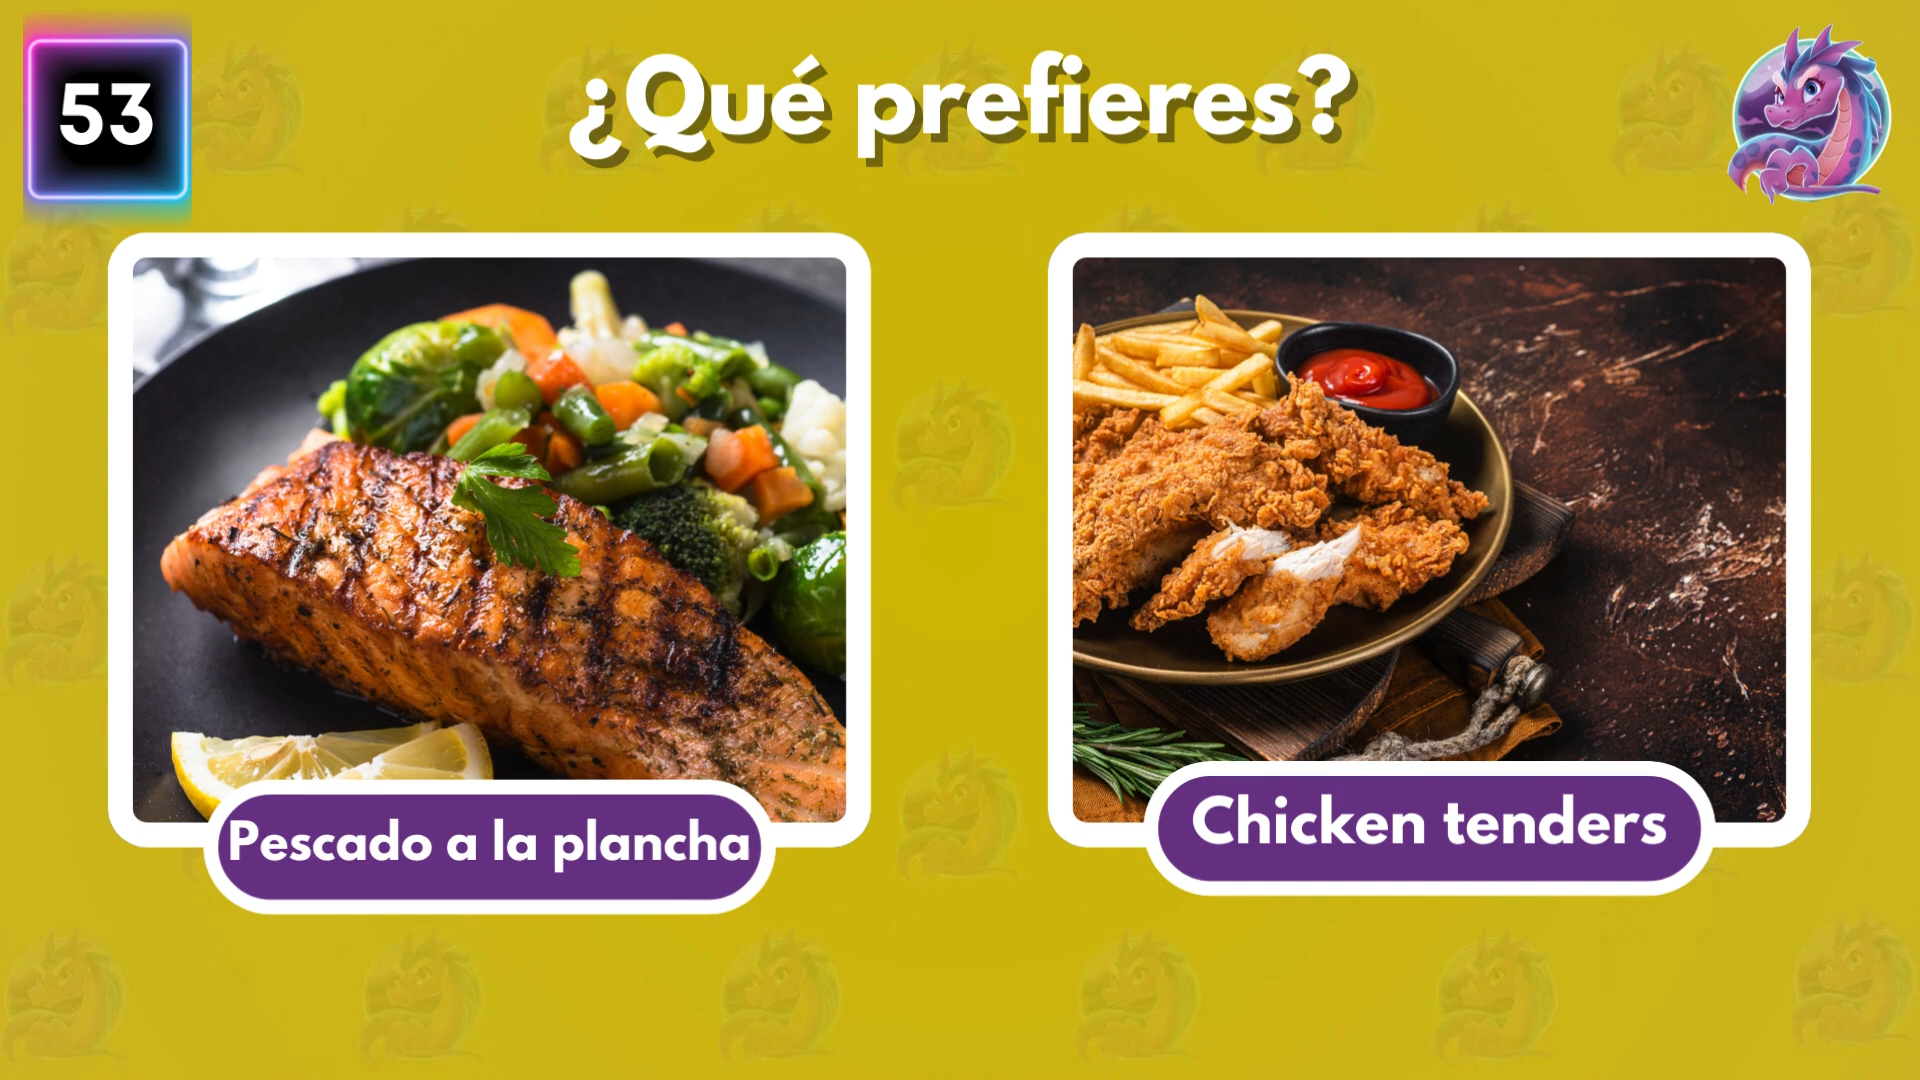 53
¿Qué prefieres?
Pescado a la plancha
Chicken tenders